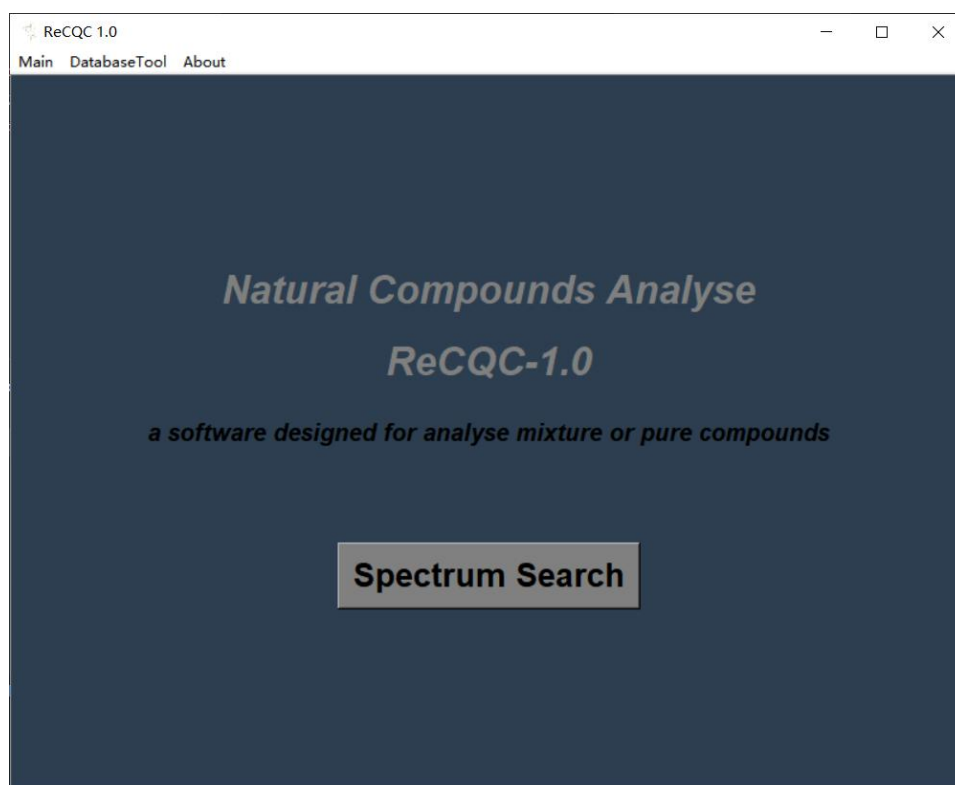 ReCQC 1.0
Main DatabaseTool About
Natural Compounds Analyse
ReCQC-1.0
a software designed for analyse mixture or pure compounds
Spectrum Search